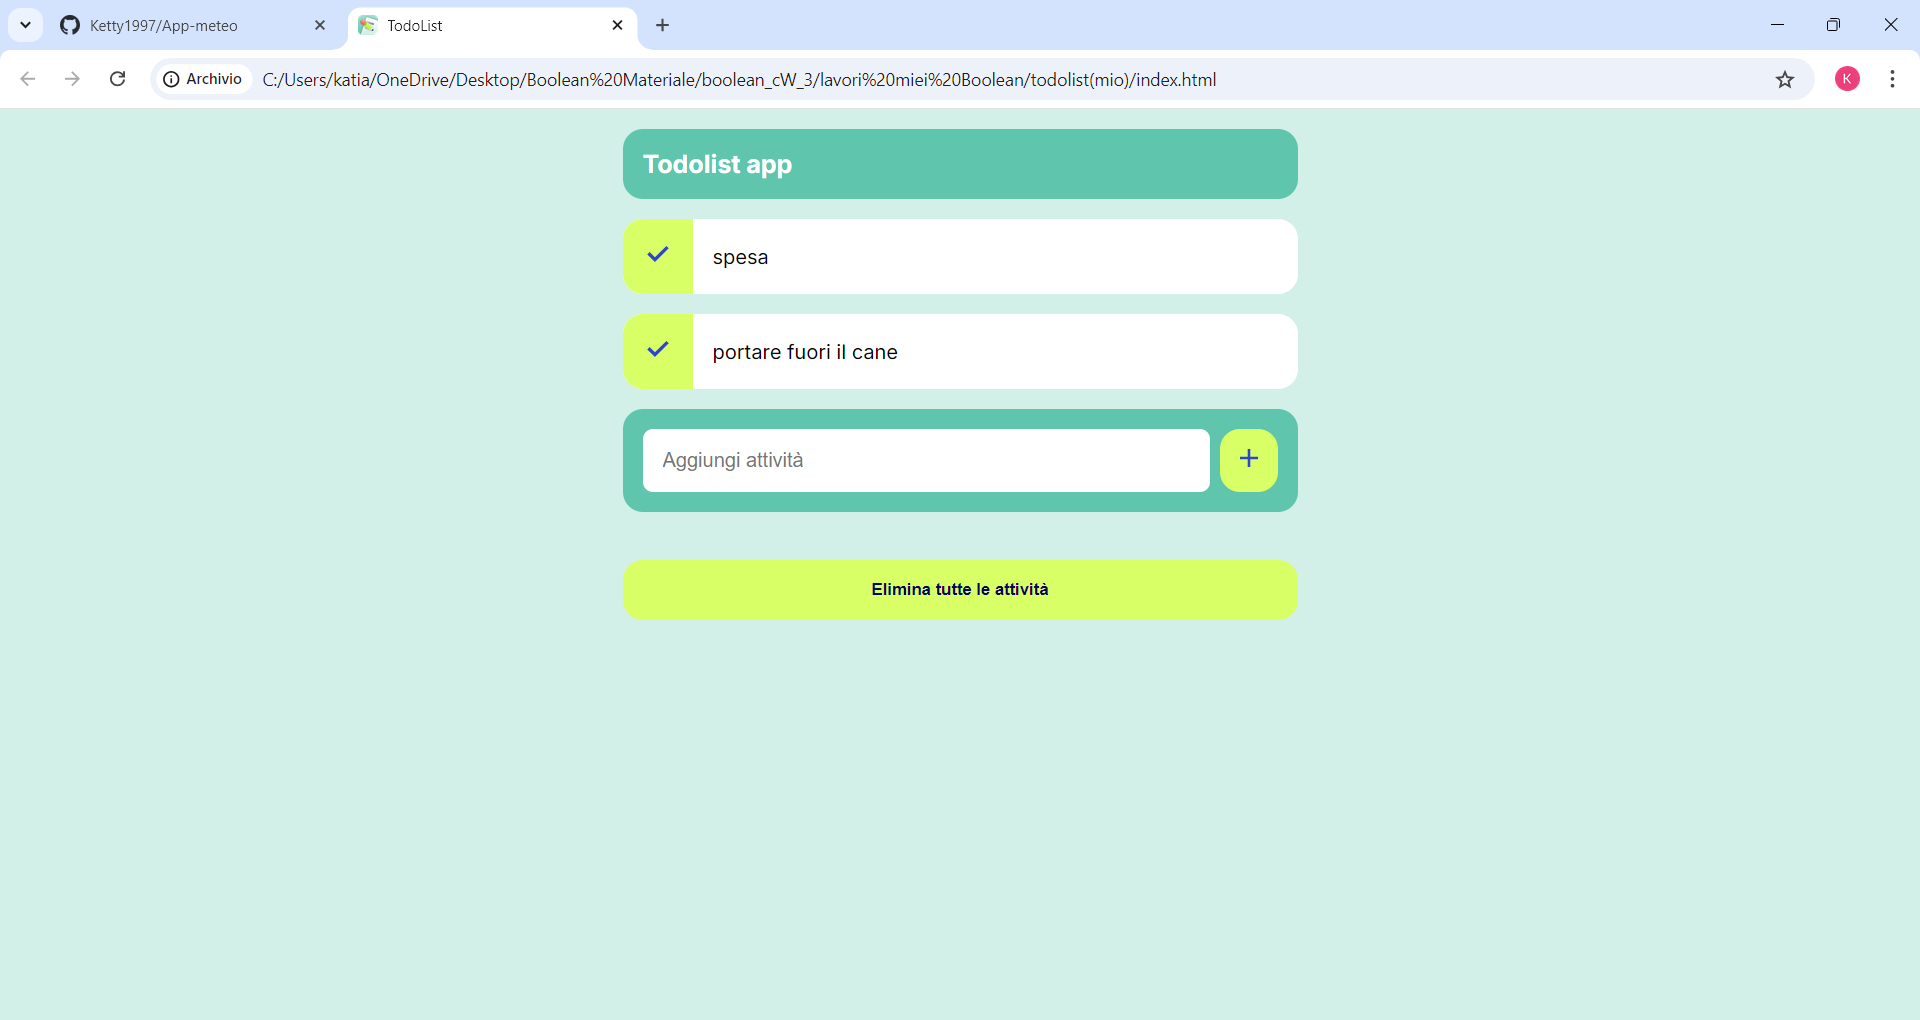 Ketty1997/App-meteo
TodoList
Archivio
C:/Users/katia/OneDrive/Desktop/Boolean%20Materiale/boolean_cW_3/lavori%20miei%20Boolean/todolist(mio)/index.html
K
Todolist app
spesa
portare fuori il cane
Aggiungi attività
Elimina tutte le attività